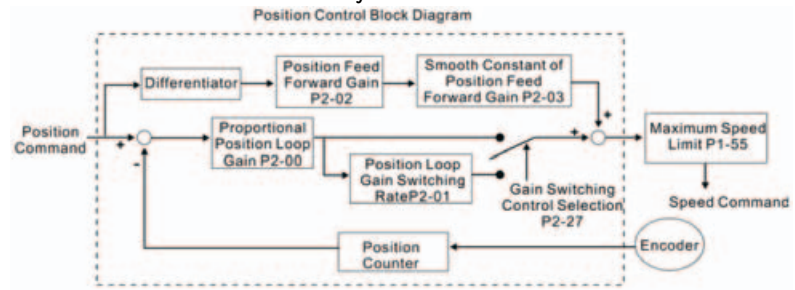 Position Control Block Diagram
Differentiator
Position Feed
Forward Gain
P2-02
Smooth Constant of
Position Feed
Forward Gain P2-03
+
Position
Command
+
-
Proportional
Position Loop
Gain P2-00
Position Loop
Gain Switching
RateP2-01
Gain Switching
Control Selection
P2-27
+
Maximum Speed
Limit P1-55
Speed Command
Position
Counter
Encoder